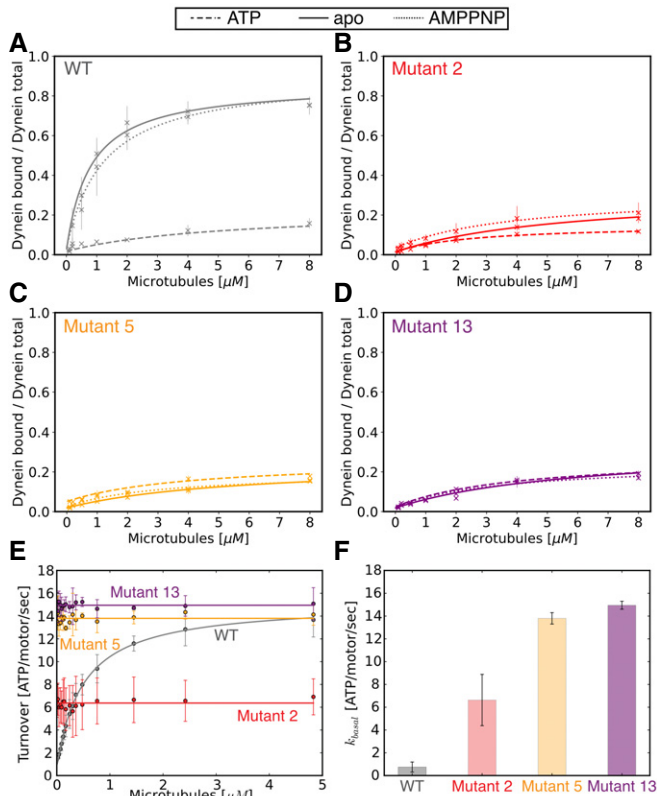 ATP apo AMPPNP
A
WT
Dynein bound / Dynein total
1.0
0.8
0.6
0.4
0.2
0.0
0 1 2 3 4 5 6 7 8
Microtubules [μM]
B
Mutant 2
Dynein bound / Dynein total
1.0
0.8
0.6
0.4
0.2
0.0
0 1 2 3 4 5 6 7 8
Microtubules [μM]
C
Mutant 5
Dynein bound / Dynein total
1.0
0.8
0.6
0.4
0.2
0.0
0 1 2 3 4 5 6 7 8
Microtubules [μM]
D
Mutant 13
Dynein bound / Dynein total
1.0
0.8
0.6
0.4
0.2
0.0
0 1 2 3 4 5 6 7 8
Microtubules [μM]
E
Turnover [ATP/motor/sec]
18
16
14
12
10
8
6
4
2
0
Mutant 13
Mutant 5
WT
Mutant 2
0 1 2 3 4 5
Microtubules [μM]
F
k_basal [ATP/motor/sec]
18
16
14
12
10
8
6
4
2
0
WT Mutant 2 Mutant 5 Mutant 13